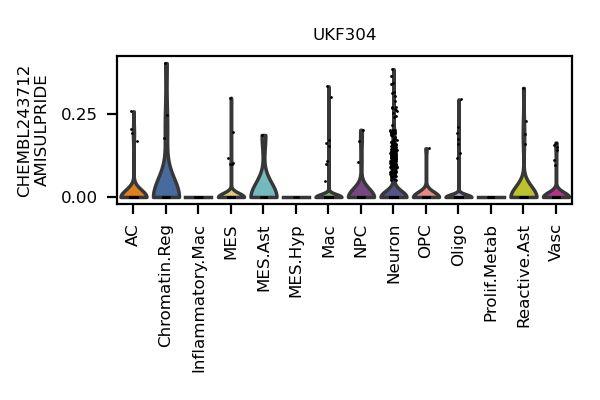 UKF304
CHEMBL243712
AMISULPRIDE
0.25
0.00
AC
Chromatin.Reg
Inflammatory.Mac
MES
MES.Ast
MES.Hyp
Mac
NPC
Neuron
OPC
Oligo
Prolif.Metab
Reactive.Ast
Vasc